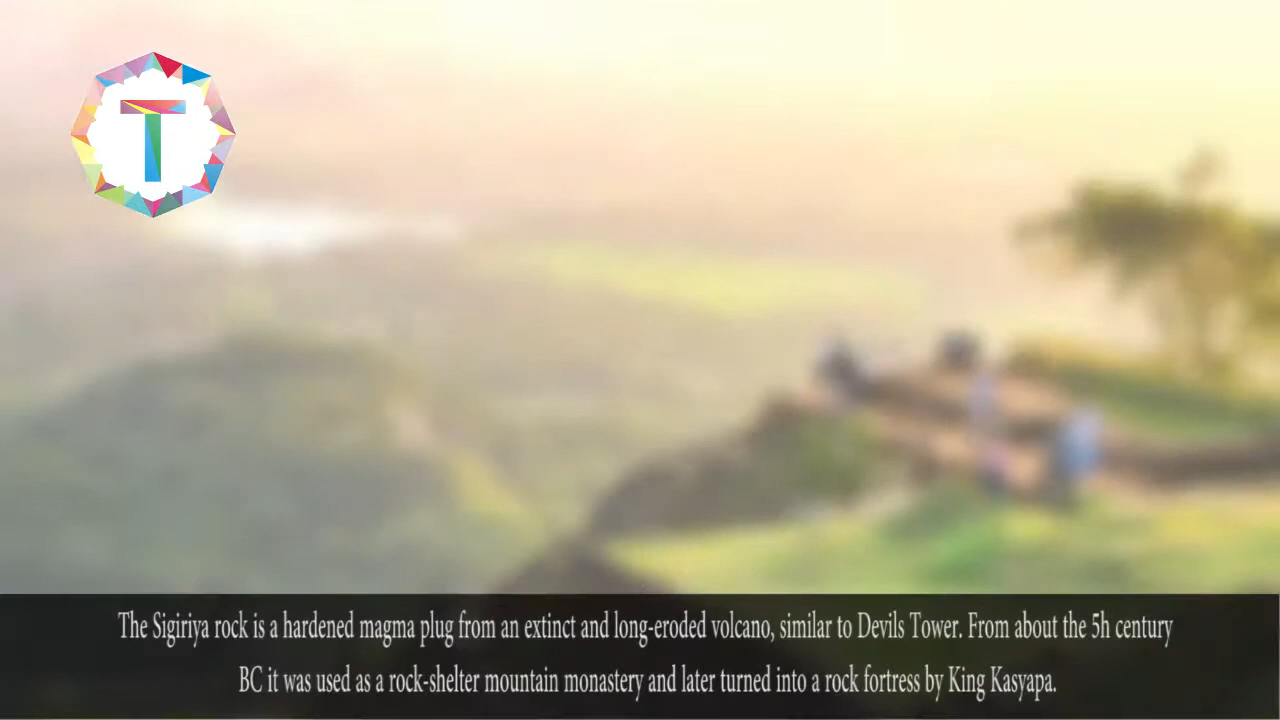 T
The Sigiriya rock is a hardened magma plug from an extinct and long-eroded volcano, similar to Devils Tower. From about the 5h century
BC it was used as a rock-shelter mountain monastery and later turned into a rock fortress by King Kasyapa.